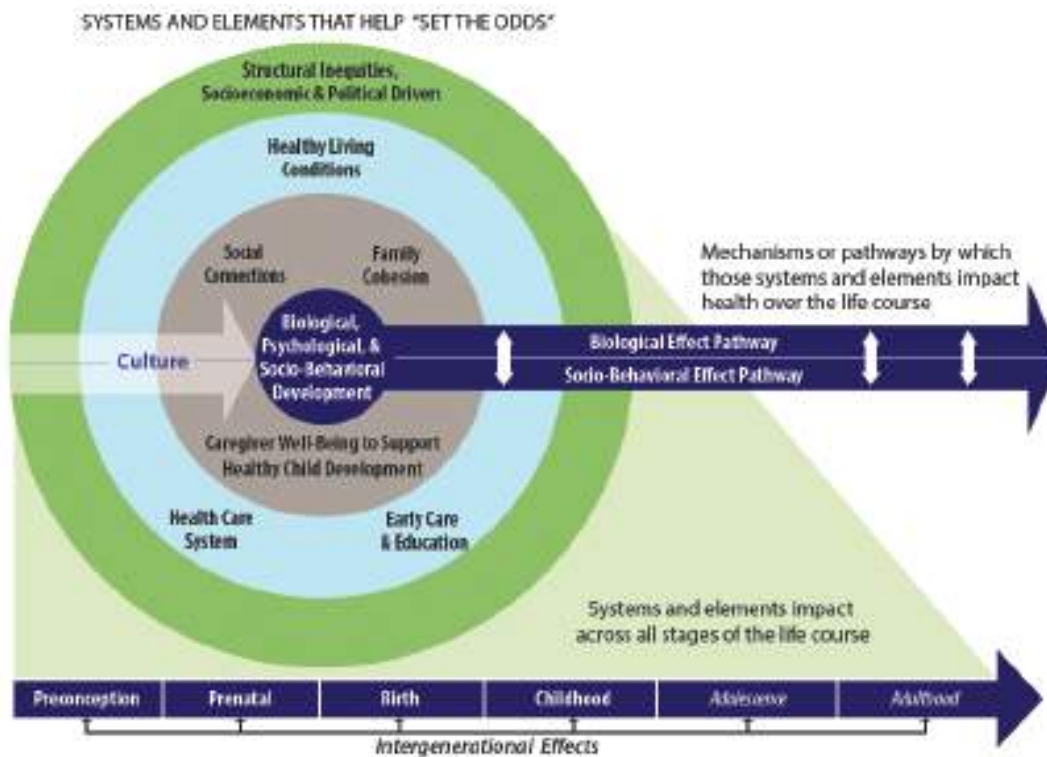 SYSTEMS AND ELEMENTS THAT HELP "SET THE ODDS"
Structural Inequities,
Socioeconomic & Political Drivers
Healthy Living
Conditions
Social
Connections
Family
Cohesion
Mechanisms or pathways by which
those systems and elements impact
health over the life course
Culture
Biological,
Psychological, &
Socio-Behavioral
Development
Biological Effect Pathway
Socio-Behavioral Effect Pathway
Caregiver Well-Being to Support
Healthy Child Development
Health Care
System
Early Care
& Education
Systems and elements impact
across all stages of the life course
Preconception Prenatal Birth Childhood Adolescence Adulthood
Intergenerational Effects